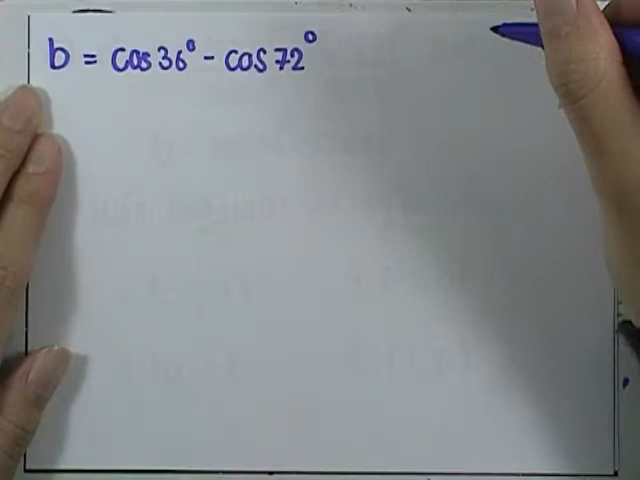 b = cos 36° - cos 72°